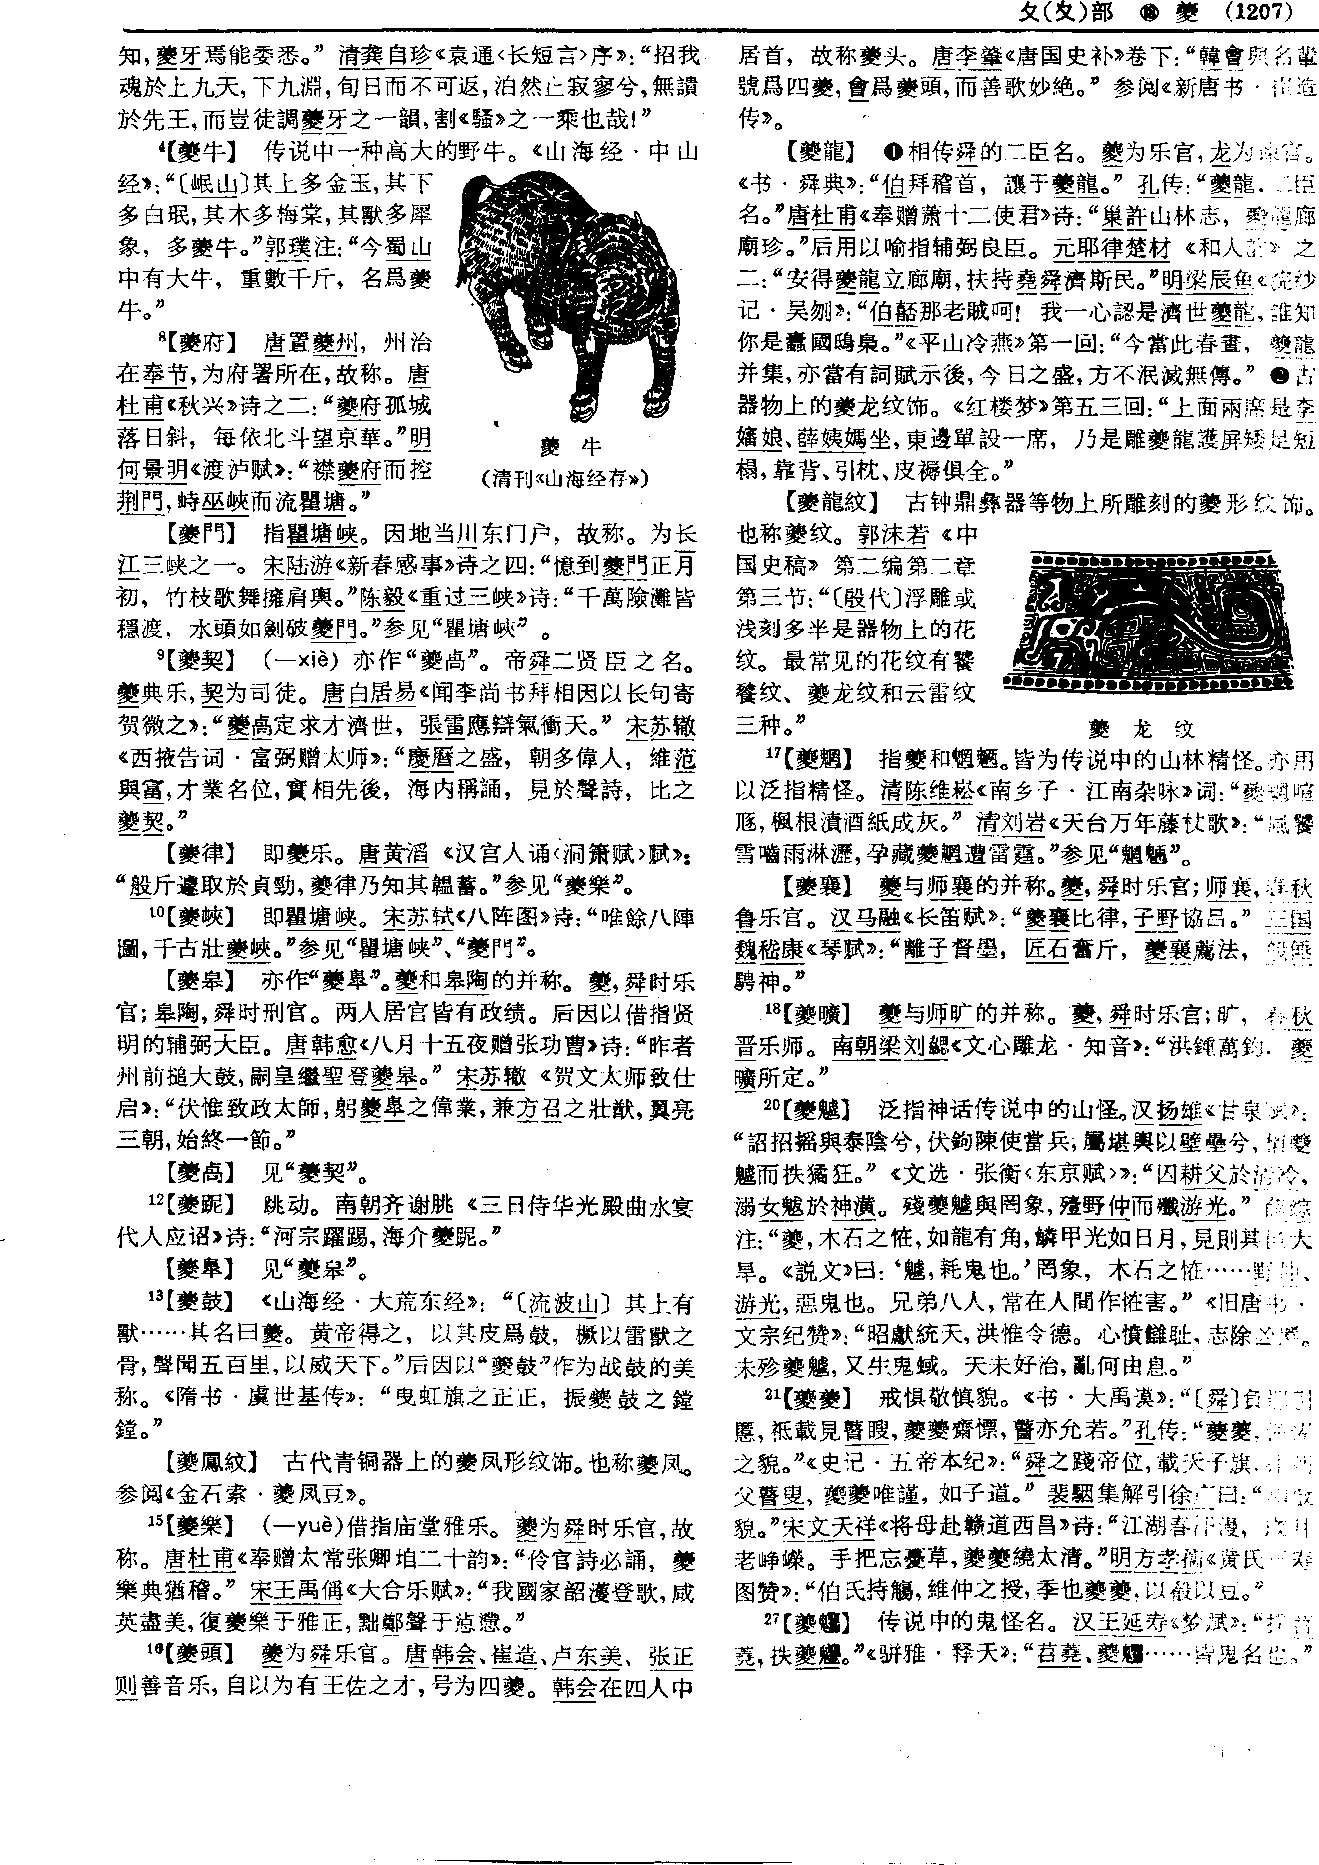 夊(夂)部 ⑱ 夔 (1207)
知,夔牙焉能委悉。”清龔自珍《袁通〈长短言〉序》:“招我
魂於上九天,下九淵,旬日而不可返,泊然亡寂寥兮,無讀
於先王,而豈徒調夔牙之一韻,割《騷》之一乘也哉!”
⁴【夔牛】 传说中一种高大的野牛。《山海经·中山
经》:“〔岷山〕其上多金玉,其下
多白珉,其木多梅棠,其獸多犀
象,多夔牛。”郭璞注:“今蜀山
中有大牛,重數千斤,名爲夔
牛。”
夔 牛
(清刊《山海经存》)
⁸【夔府】 唐置夔州,州治
在奉节,为府署所在,故称。唐
杜甫《秋兴》诗之二:“夔府孤城
落日斜,每依北斗望京華。”明
何景明《渡泸赋》:“襟夔府而控
荆門,峙巫峽而流瞿塘。”
【夔門】 指瞿塘峡。因地当川东门户,故称。为长
江三峡之一。宋陆游《新春感事》诗之四:“憶到夔門正月
初,竹枝歌舞擁肩輿。”陈毅《重过三峡》诗:“千萬險灘皆
穩渡,水頭如劍破夔門。”参见“瞿塘峡”。
⁹【夔契】 (—xiè) 亦作“夔卨”。帝舜二贤臣之名。
夔典乐,契为司徒。唐白居易《闻李尚书拜相因以长句寄
贺微之》:“夔卨定求才濟世,張雷應辯氣衝天。”宋苏辙
《西掖告词·富弼赠太师》:“慶曆之盛,朝多偉人,維范
與富,才業名位,實相先後,海内稱誦,見於聲詩,比之
夔契。”
【夔律】 即夔乐。唐黄滔《汉宫人诵〈洞箫赋〉赋》:
“般斤遽取於貞勁,夔律乃知其韞蓄。”参见“夔樂”。
¹⁰【夔峽】 即瞿塘峡。宋苏轼《八阵图》诗:“唯餘八陣
圖,千古壯夔峽。”参见“瞿塘峡”、“夔門”。
【夔皋】 亦作“夔皐”。夔和皋陶的并称。夔,舜时乐
官;皋陶,舜时刑官。两人居官皆有政绩。后因以借指贤
明的辅弼大臣。唐韩愈《八月十五夜赠张功曹》诗:“昨者
州前搥大鼓,嗣皇繼聖登夔皋。”宋苏辙《贺文太师致仕
启》:“伏惟致政太師,躬夔皐之偉業,兼方召之壯猷,翼亮
三朝,始終一節。”
【夔卨】 见“夔契”。
¹²【夔跜】 跳动。南朝齐谢朓《三日侍华光殿曲水宴
代人应诏》诗:“河宗躍踢,海介夔跜。”
【夔皐】 见“夔皋”。
¹³【夔鼓】 《山海经·大荒东经》:“〔流波山〕其上有
獸……其名曰夔。黄帝得之,以其皮爲鼓,橛以雷獸之
骨,聲聞五百里,以威天下。”后因以“夔鼓”作为战鼓的美
称。《隋书·虞世基传》:“曳虹旗之正正,振夔鼓之鏜
鏜。”
【夔鳳紋】 古代青铜器上的夔凤形纹饰。也称夔凤。
参阅《金石索·夔凤豆》。
¹⁵【夔樂】 (—yuè)借指庙堂雅乐。夔为舜时乐官,故
称。唐杜甫《奉赠太常张卿垍二十韵》:“伶官詩必誦,夔
樂典猶稽。”宋王禹偁《大合乐赋》:“我國家韶濩登歌,咸
英盡美,復夔樂于雅正,黜鄭聲于惉懘。”
¹⁶【夔頭】 夔为舜乐官。唐韩会、崔造、卢东美、张正
则善音乐,自以为有王佐之才,号为四夔。韩会在四人中
居首,故称夔头。唐李肇《唐国史补》卷下:“韓會與名輩
號爲四夔,會爲夔頭,而善歌妙絶。”参阅《新唐书·崔造
传》。
【夔龍】 ❶相传舜的二臣名。夔为乐官,龙为谏官。
《书·舜典》:“伯拜稽首,讓于夔龍。”孔传:“夔龍,二臣
名。”唐杜甫《奉赠萧十二使君》诗:“巢許山林志,夔龍廊
廟珍。”后用以喻指辅弼良臣。元耶律楚材《和人韵》之
二:“安得夔龍立廊廟,扶持堯舜濟斯民。”明梁辰鱼《浣纱
记·吴刎》:“伯嚭那老賊呵!我一心認是濟世夔龍,誰知
你是蠹國鴟梟。”《平山冷燕》第一回:“今當此春晝,夔龍
并集,亦當有詞賦示後,今日之盛,方不泯滅無傳。”❷古
器物上的夔龙纹饰。《红楼梦》第五三回:“上面兩席是李
嬸娘、薛姨媽坐,東邊單設一席,乃是雕夔龍護屏矮足短
榻,靠背、引枕、皮褥俱全。”
【夔龍紋】 古钟鼎彝器等物上所雕刻的夔形纹饰。
也称夔纹。郭沫若《中
国史稿》第二编第二章
第三节:“〔殷代〕浮雕或
浅刻多半是器物上的花
纹。最常见的花纹有饕
餮纹、夔龙纹和云雷纹
三种。”
夔 龙 纹
¹⁷【夔魍】 指夔和魍魉。皆为传说中的山林精怪。亦用
以泛指精怪。清陈维崧《南乡子·江南杂咏》词:“夔魍喧
豗,楓根漬酒紙成灰。”清刘岩《天台万年藤杖歌》:“風饕
雪嚙雨淋瀝,孕藏夔魍遭雷霆。”参见“魍魉”。
【夔襄】 夔与师襄的并称。夔,舜时乐官;师襄,春秋
鲁乐官。汉马融《长笛赋》:“夔襄比律,子野協吕。”三国
魏嵇康《琴赋》:“離子督墨,匠石奮斤,夔襄薦法,般倕
騁神。”
¹⁸【夔曠】 夔与师旷的并称。夔,舜时乐官;旷,春秋
晋乐师。南朝梁刘勰《文心雕龙·知音》:“洪鍾萬鈞,夔
曠所定。”
²⁰【夔魖】 泛指神话传说中的山怪。汉扬雄《甘泉赋》:
“詔招摇與泰陰兮,伏鉤陳使當兵,屬堪輿以壁壘兮,捎夔
魖而抶獝狂。”《文选·张衡〈东京赋〉》:“囚耕父於清泠,
溺女魃於神潢。殘夔魖與罔象,殪野仲而殲游光。”薛综
注:“夔,木石之怪,如龍有角,鱗甲光如日月,見則其邑大
旱。《説文》曰:‘魖,耗鬼也。’罔象,木石之怪……野仲、
游光,惡鬼也。兄弟八人,常在人間作怪害。”《旧唐书·
文宗纪赞》:“昭獻統天,洪惟令德。心憤讎耻,志除凶慝。
未殄夔魖,又生鬼蜮。天未好治,亂何由息。”
²¹【夔夔】 戒惧敬慎貌。《书·大禹谟》:“〔舜〕負罪引
慝,祗載見瞽瞍,夔夔齋慄,瞽亦允若。”孔传:“夔夔,
之貌。”《史记·五帝本纪》:“舜之踐帝位,載天子旗,往朝
父瞽叟,夔夔唯謹,如子道。”裴駰集解引徐广曰:“和敬
貌。”宋文天祥《将母赴赣道西昌》诗:“江湖春汗漫,歲月
老崢嶸。手把忘憂草,夔夔繞太清。”明方孝孺《黄氏
图赞》:“伯氏持觴,維仲之授,季也夔夔,以殽以豆。”
²⁷【夔魖】 传说中的鬼怪名。汉王延寿《梦赋》:“打苕
蕘,抶夔魖。”《骈雅·释天》:“苕蕘、夔魖……皆鬼名也。”